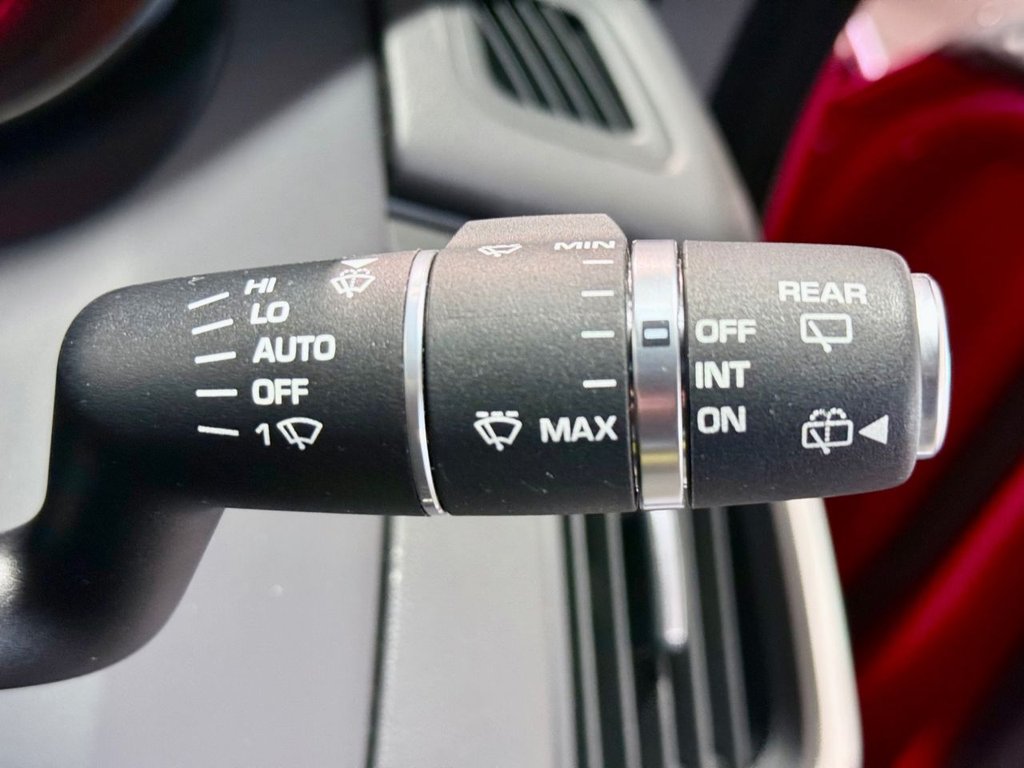 HI
LO
AUTO
OFF
1
MIN
MAX
REAR
OFF
INT
ON